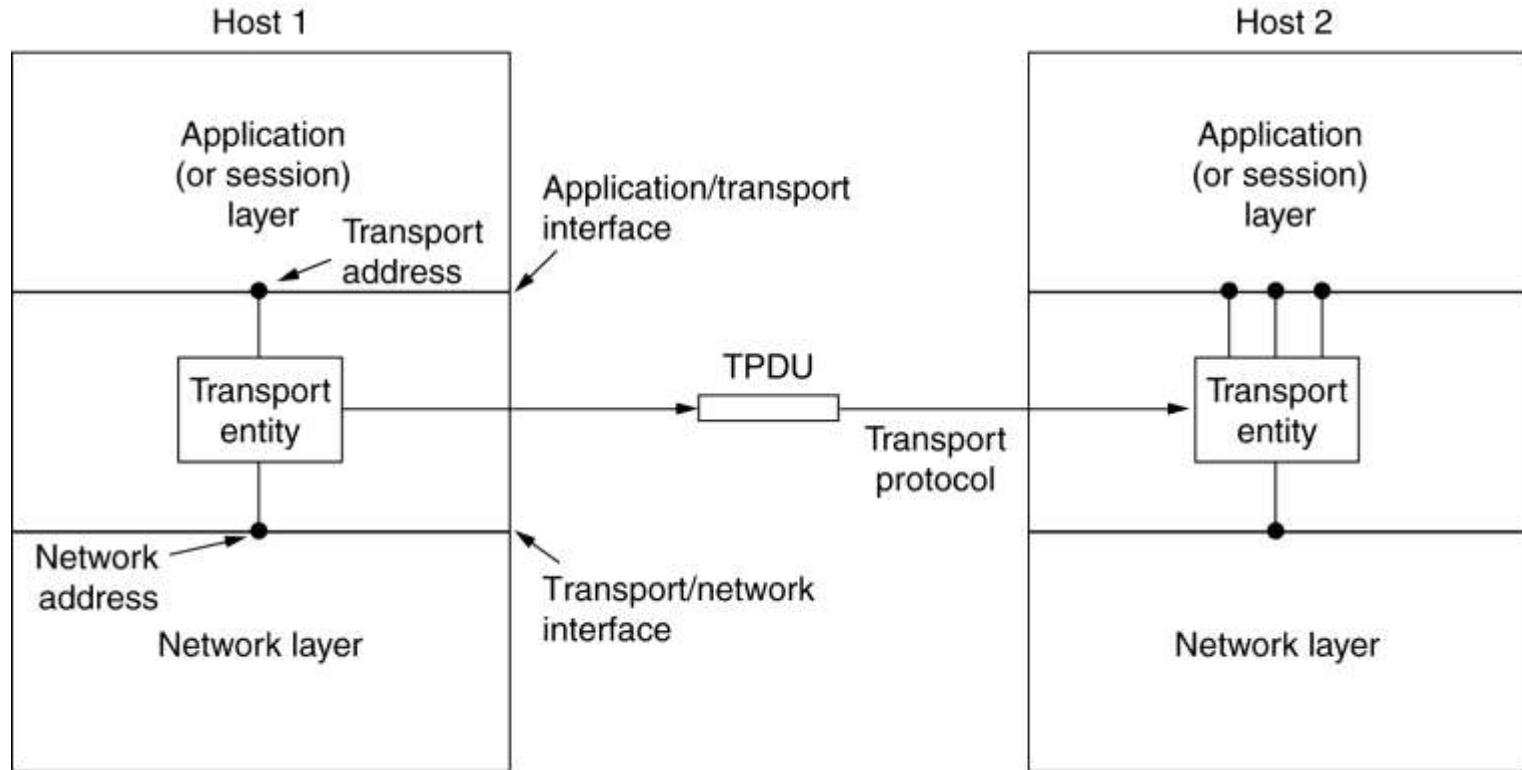 Host 1
Host 2
Application
(or session)
layer
Transport
address
Application/transport
interface
Application
(or session)
layer
Transport
entity
TPDU
Transport
protocol
Transport
entity
Network
address
Transport/network
interface
Network layer
Network layer